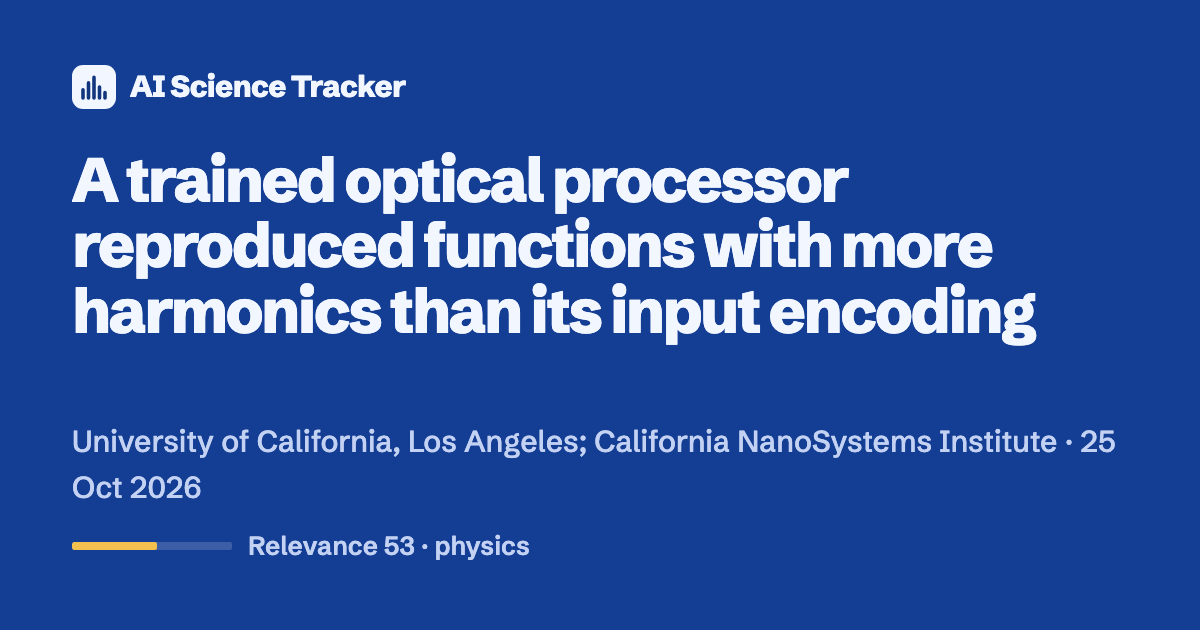 AI Science Tracker
A trained optical processor
reproduced functions with more
harmonics than its input encoding
University of California, Los Angeles; California NanoSystems Institute · 25
Oct 2026
Relevance 53 · physics